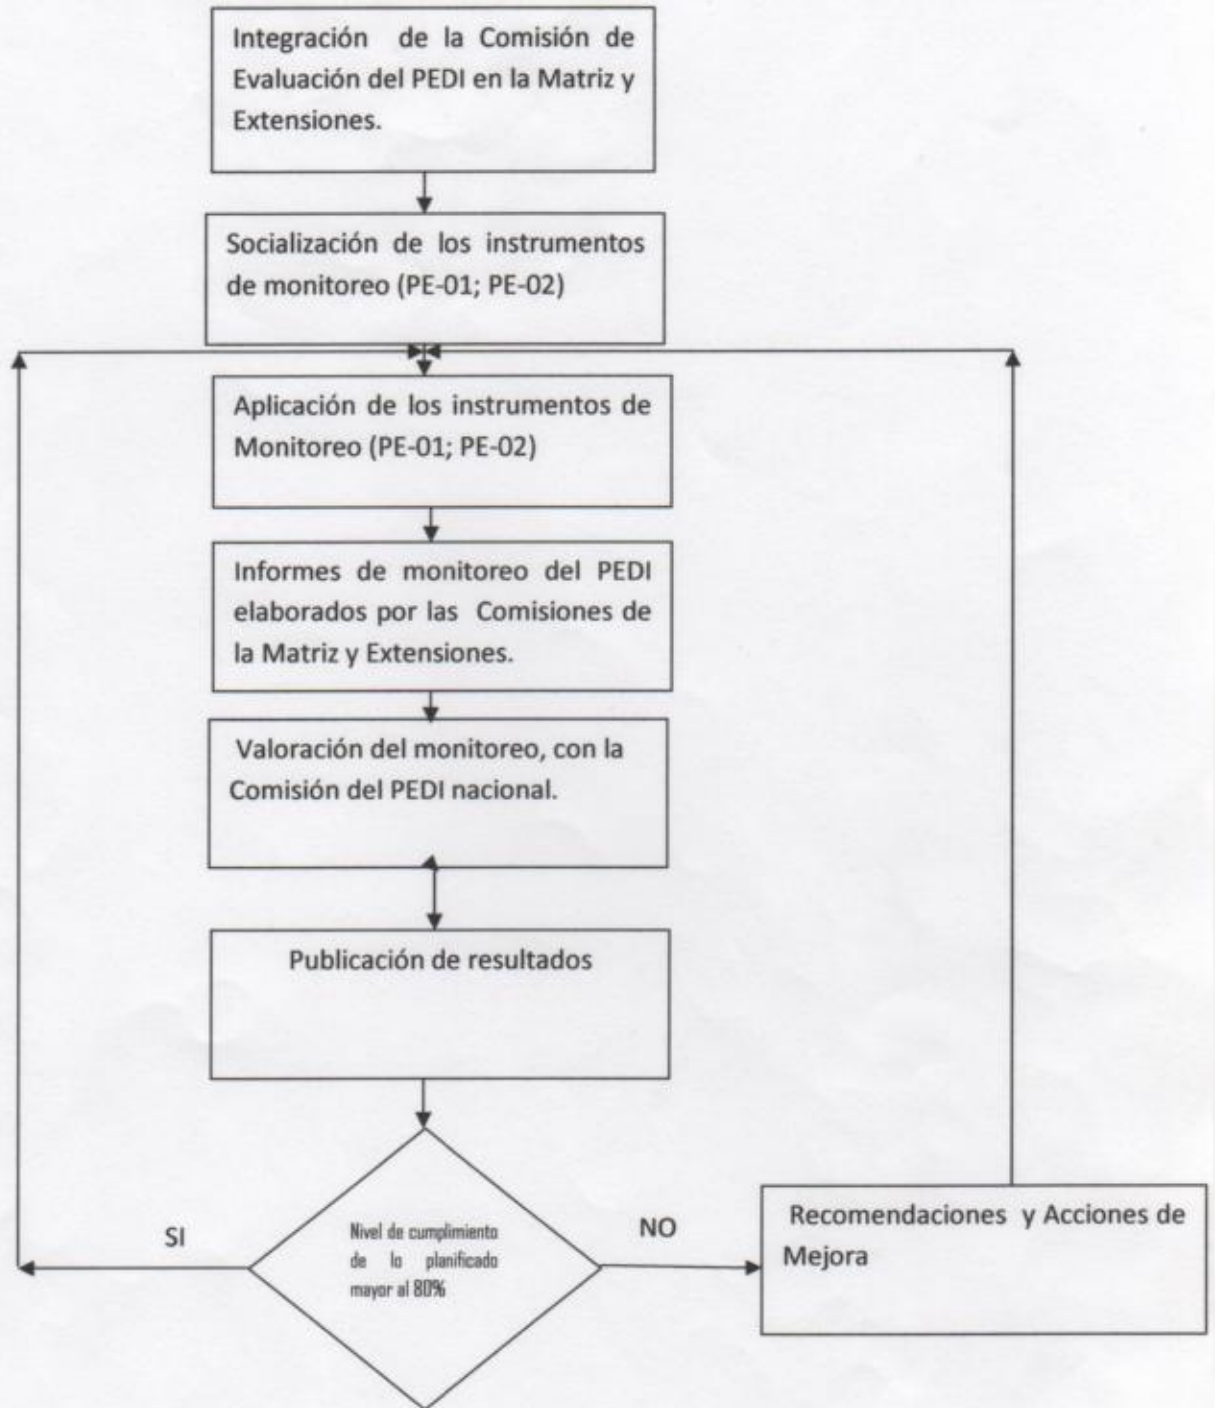 Integración de la Comisión de
Evaluación del PEDI en la Matriz y
Extensiones.
Socialización de los instrumentos
de monitoreo (PE-01; PE-02)
Aplicación de los instrumentos de
Monitoreo (PE-01; PE-02)
Informes de monitoreo del PEDI
elaborados por las Comisiones de
la Matriz y Extensiones.
Valoración del monitoreo, con la
Comisión del PEDI nacional.
Publicación de resultados
SI
Nivel de cumplimiento
de lo planificado
mayor al 80%
NO
Recomendaciones y Acciones de
Mejora